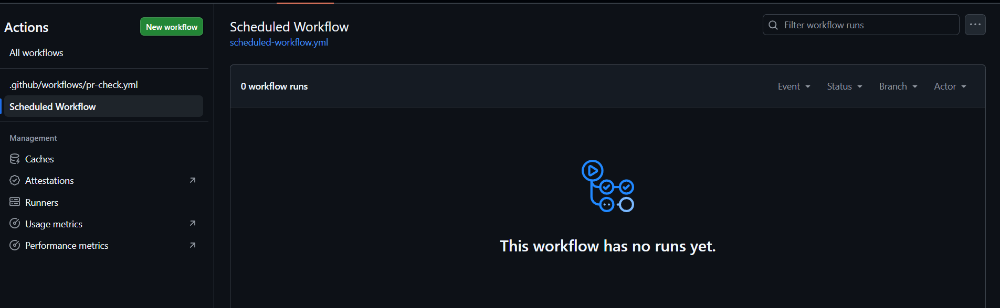 Actions
New workflow
All workflows
.github/workflows/pr-check.yml
Scheduled Workflow
Management
Caches
Attestations
Runners
Usage metrics
Performance metrics
Scheduled Workflow
scheduled-workflow.yml
Filter workflow runs
0 workflow runs
Event
Status
Branch
Actor
This workflow has no runs yet.